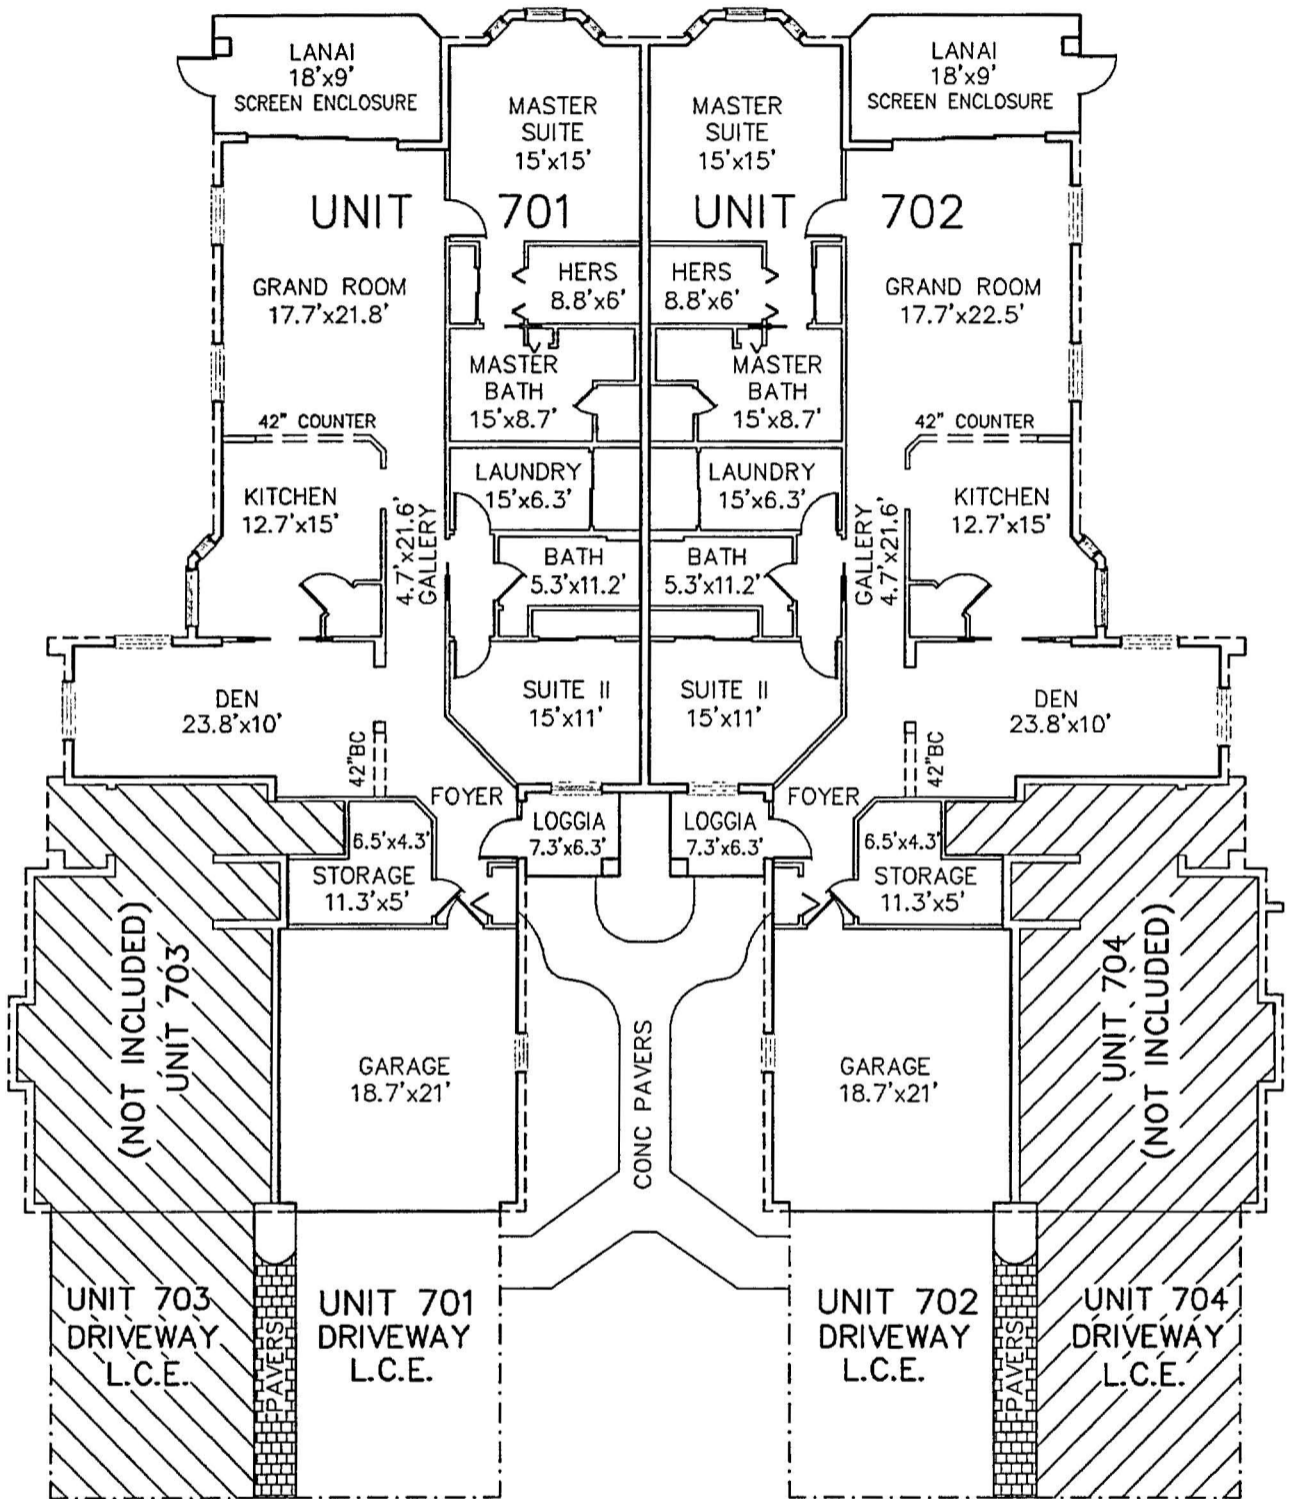 LANAI
18'x9'
SCREEN ENCLOSURE
MASTER
SUITE
15'x15'
MASTER
SUITE
15'x15'
LANAI
18'x9'
SCREEN ENCLOSURE
UNIT 701
UNIT 702
GRAND ROOM
17.7'x21.8'
HERS
8.8'x6'
HERS
8.8'x6'
GRAND ROOM
17.7'x22.5'
MASTER
BATH
15'x8.7'
MASTER
BATH
15'x8.7'
42" COUNTER
42" COUNTER
KITCHEN
12.7'x15'
4.7'x21.6'
GALLERY
LAUNDRY
15'x6.3'
LAUNDRY
15'x6.3'
GALLERY
4.7'x21.6'
KITCHEN
12.7'x15'
BATH
5.3'x11.2'
BATH
5.3'x11.2'
DEN
23.8'x10'
SUITE II
15'x11'
SUITE II
15'x11'
DEN
23.8'x10'
42"BC
42"BC
FOYER
FOYER
LOGGIA
7.3'x6.3'
LOGGIA
7.3'x6.3'
6.5'x4.3'
STORAGE
11.3'x5'
6.5'x4.3'
STORAGE
11.3'x5'
(NOT INCLUDED)
UNIT 703
UNIT 704
(NOT INCLUDED)
GARAGE
18.7'x21'
CONC PAVERS
GARAGE
18.7'x21'
UNIT 703
DRIVEWAY
L.C.E.
PAVERS
UNIT 701
DRIVEWAY
L.C.E.
UNIT 702
DRIVEWAY
L.C.E.
PAVERS
UNIT 704
DRIVEWAY
L.C.E.